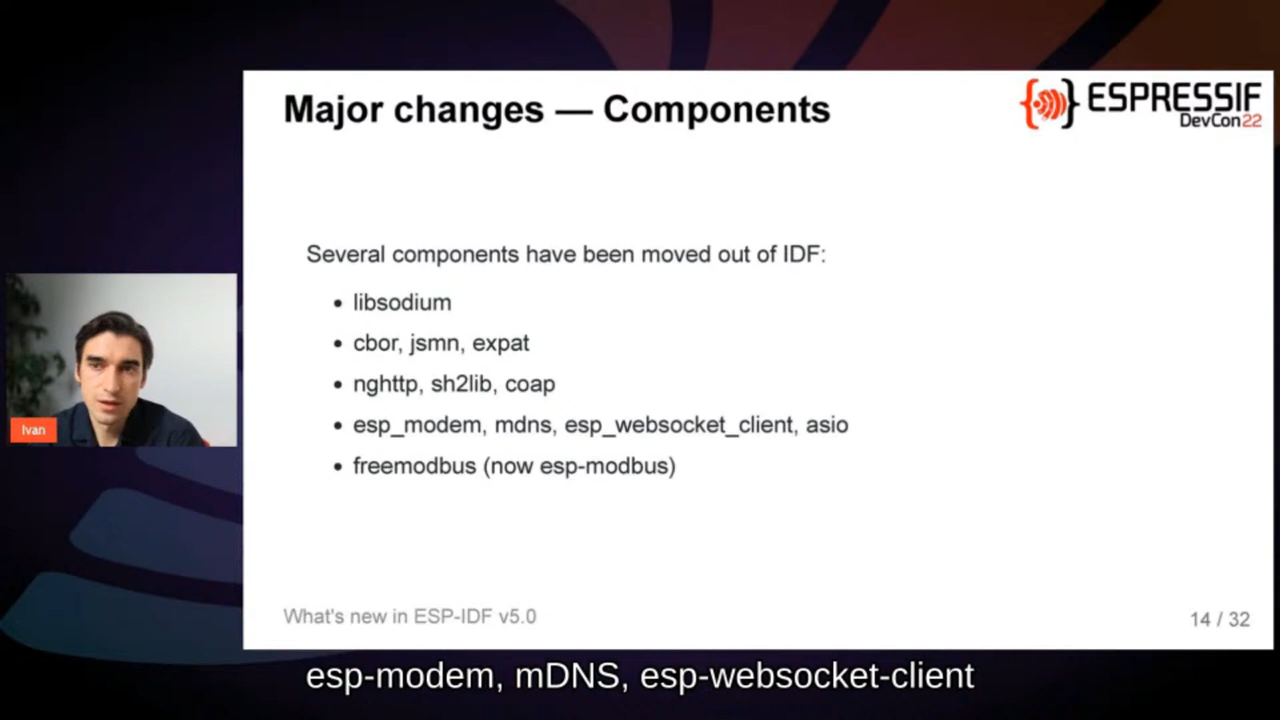 Major changes — Components
ESPRESSIF
DevCon22
Several components have been moved out of IDF:
• libsodium
• cbor, jsmn, expat
• nghttp, sh2lib, coap
• esp_modem, mdns, esp_websocket_client, asio
• freemodbus (now esp-modbus)
Ivan
What's new in ESP-IDF v5.0
14 / 32
esp-modem, mDNS, esp-websocket-client